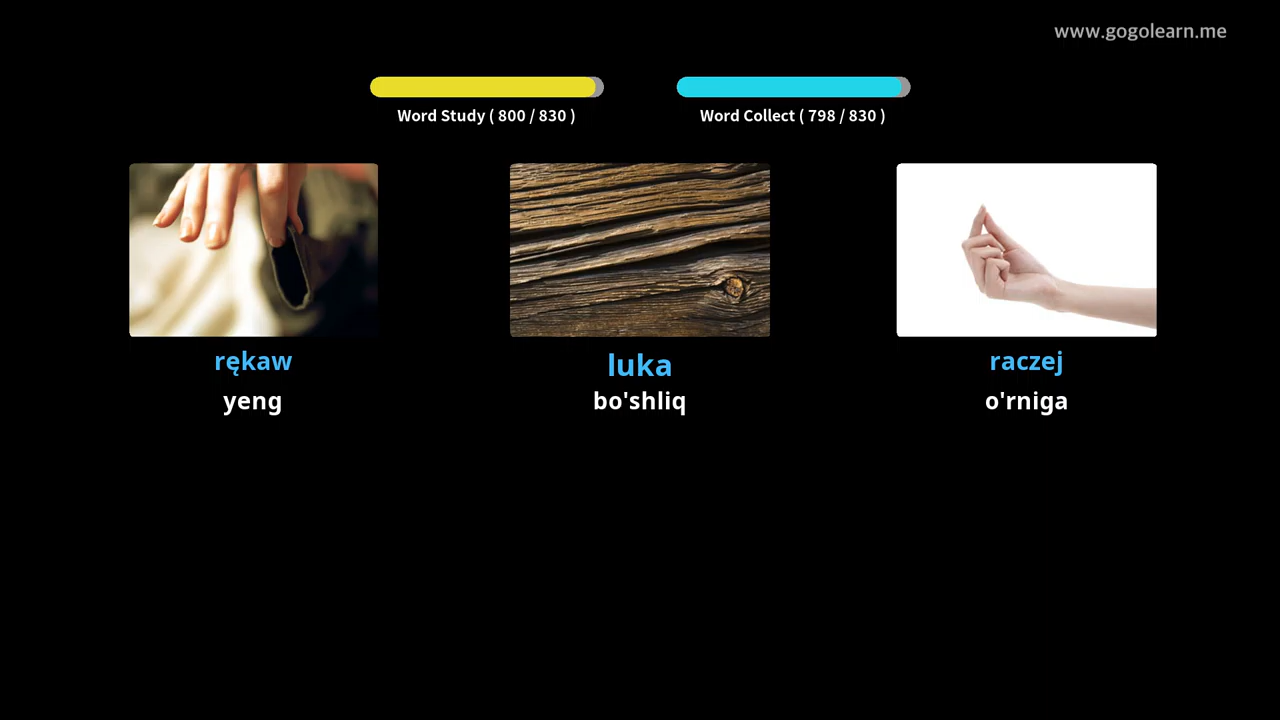 www.gogolearn.me
Word Study ( 800 / 830 )
Word Collect ( 798 / 830 )
rękaw
luka
raczej
yeng
bo'shliq
o'rniga